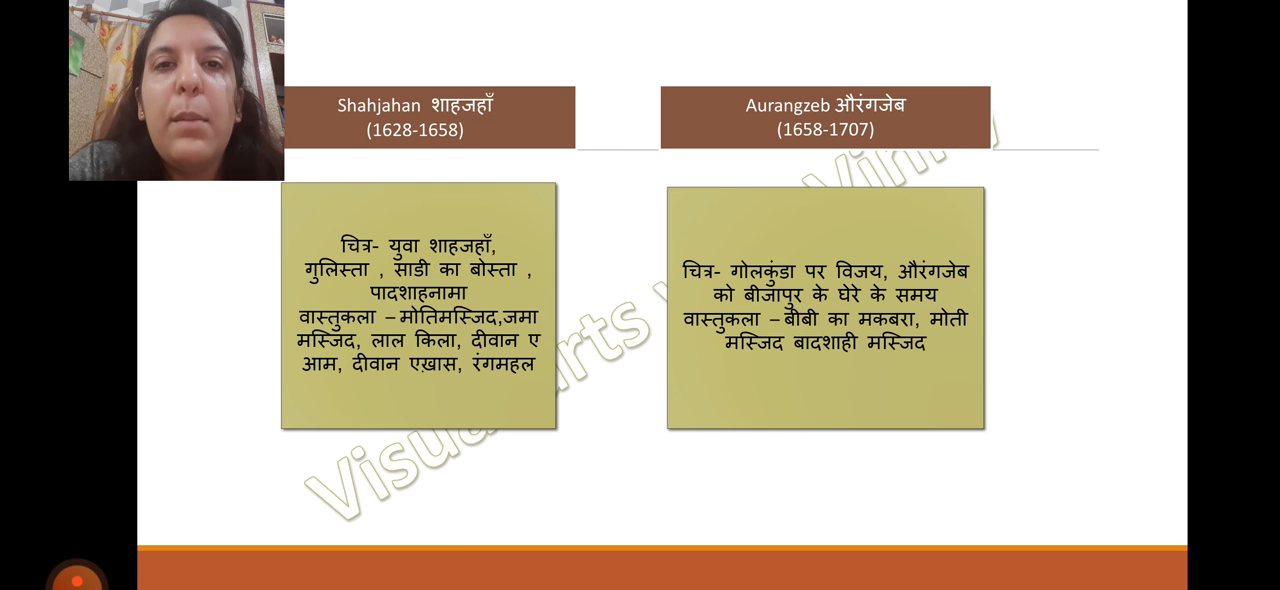 Shahjahan शाहजहाँ
(1628-1658)
Aurangzeb औरंगजेब
(1658-1707)
चित्र- युवा शाहजहाँ,
गुलिस्ता , साडी का बोस्ता ,
पादशाहनामा
वास्तुकला – मोतिमस्जिद,जमा
मस्जिद, लाल किला, दीवान ए
आम, दीवान एख़ास, रंगमहल
चित्र- गोलकुंडा पर विजय, औरंगजेब
को बीजापुर के घेरे के समय
वास्तुकला – बीबी का मकबरा, मोती
मस्जिद बादशाही मस्जिद